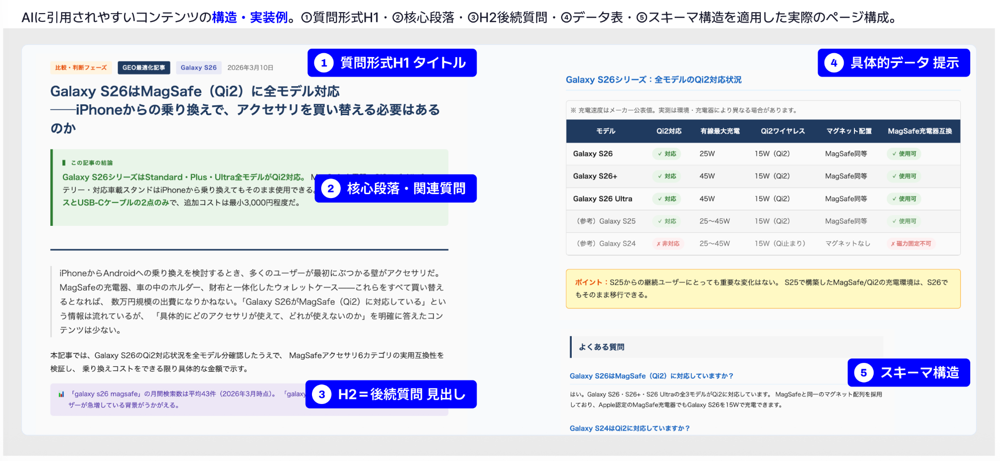 AIに引用されやすいコンテンツの構造・実装例。①質問形式H1・②核心段落・③H2後続質問・④データ表・⑤スキーマ構造を適用した実際のページ構成。
比較・判断フェーズ GEO最適化記事 Galaxy S26 2026年3月10日
1 質問形式H1 タイトル
Galaxy S26はMagSafe（Qi2）に全モデル対応
——iPhoneからの乗り換えで、アクセサリを買い替える必要はある
のか
この記事の結論
Galaxy S26シリーズはStandard・Plus・Ultra全モデルがQi2対応。
テリー・対応車載スタンドはiPhoneから乗り換えてもそのまま使用できる。
2 核心段落・関連質問
スとUSB-Cケーブルの2点のみで、追加コストは最小3,000円程度だ。
iPhoneからAndroidへの乗り換えを検討するとき、多くのユーザーが最初にぶつかる壁がアクセサリだ。
MagSafeの充電器、車の中のホルダー、財布と一体化したウォレットケース——これらをすべて買い替え
るとなれば、 数万円規模の出費になりかねない。「Galaxy S26がMagSafe（Qi2）に対応している」とい
う情報は流れているが、 「具体的にどのアクセサリが使えて、どれが使えないのか」を明確に答えたコン
テンツは少ない。
本記事では、Galaxy S26のQi2対応状況を全モデル分確認したうえで、 MagSafeアクセサリ6カテゴリの実用互換性を
検証し、 乗り換えコストをできる限り具体的な金額で示す。
「galaxy s26 magsafe」の月間検索数は平均43件（2026年3月時点）。 「galaxy
ザーが急増している背景がうかがえる。
3 H2＝後続質問 見出し
4 具体的データ 提示
Galaxy S26シリーズ：全モデルのQi2対応状況
※ 充電速度はメーカー公表値。実測は環境・充電器により異なる場合があります。
モデル Qi2対応 有線最大充電 Qi2ワイヤレス マグネット配置 MagSafe充電器互換
Galaxy S26 ✓ 対応 25W 15W（Qi2） MagSafe同等 ✓ 使用可
Galaxy S26+ ✓ 対応 45W 15W（Qi2） MagSafe同等 ✓ 使用可
Galaxy S26 Ultra ✓ 対応 45W 15W（Qi2） MagSafe同等 ✓ 使用可
（参考）Galaxy S25 ✓ 対応 25〜45W 15W（Qi2） MagSafe同等 ✓ 使用可
（参考）Galaxy S24 ✗ 非対応 25〜45W 15W（Qi止まり） マグネットなし ✗ 磁力固定不可
ポイント：S25からの継続ユーザーにとっても重要な変化はない。 S25で構築したMagSafe/Qi2の充電環境は、S26で
もそのまま移行できる。
よくある質問
5 スキーマ構造
Galaxy S26はMagSafe（Qi2）に対応していますか？
はい。Galaxy S26・S26+・S26 Ultraの全3モデルがQi2に対応しています。 MagSafeと同一のマグネット配列を採用
しており、Apple認定のMagSafe充電器でもGalaxy S26を15Wで充電できます。
Galaxy S24はQi2に対応していますか？